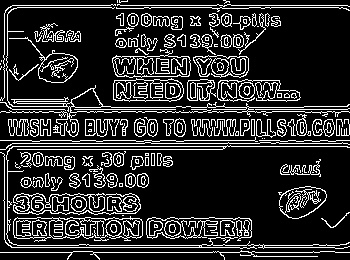 VIAGRA
100mg x 30 pills
only $139.00
WHEN YOU
NEED IT NOW...
WISH TO BUY? GO TO WWW.PILLS10.COM
20mg x 30 pills
only $139.00
CIALIS
36-HOURS
ERECTION POWER!!